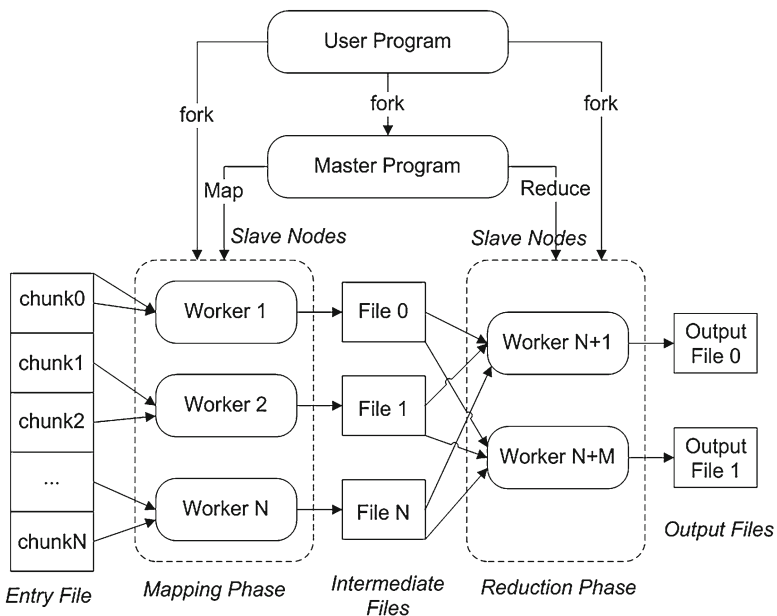 User Program
fork
fork
fork
Master Program
Map
Reduce
Slave Nodes
Slave Nodes
chunk0
chunk1
chunk2
...
chunkN
Worker 1
Worker 2
Worker N
File 0
File 1
File N
Worker N+1
Worker N+M
Output
File 0
Output
File 1
Entry File
Mapping Phase
Intermediate
Files
Reduction Phase
Output Files